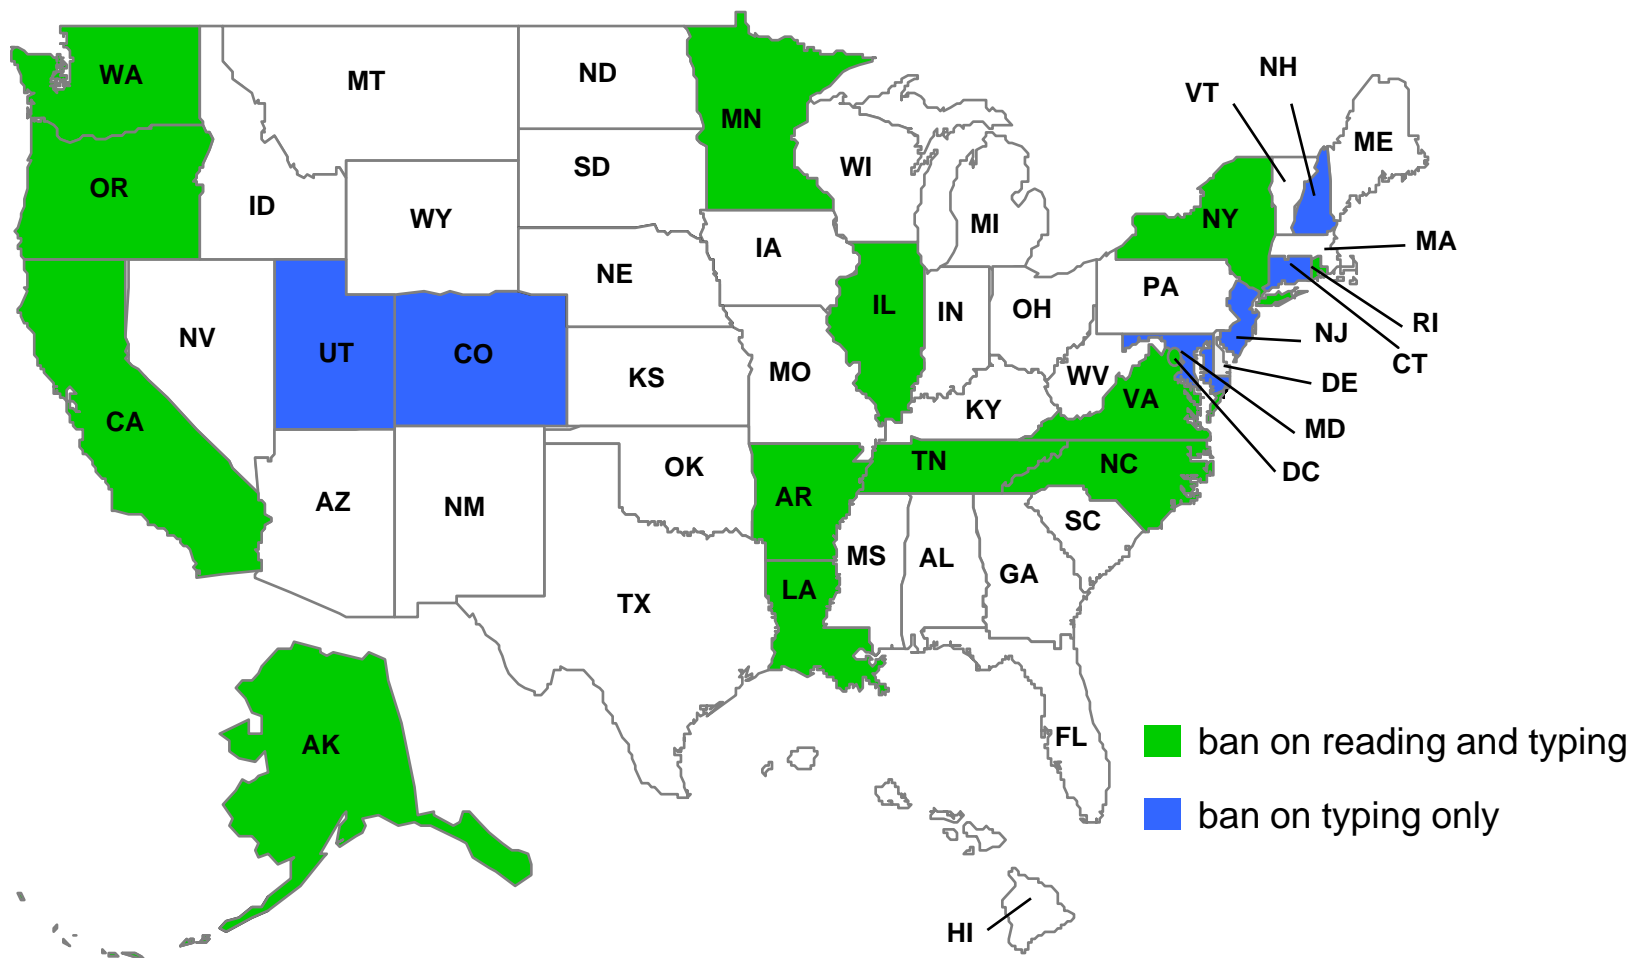 NH
VT
WA
MT
ND
MN
ME
OR
SD
WI
ID
WY
NY
MI
MA
IA
NE
PA
IL
IN
OH
RI
NJ
NV
UT
CO
CT
KS
MO
WV
DE
KY
VA
CA
MD
TN
NC
DC
OK
AR
AZ
NM
SC
MS
AL
GA
LA
TX
FL
AK
ban on reading and typing
ban on typing only
HI